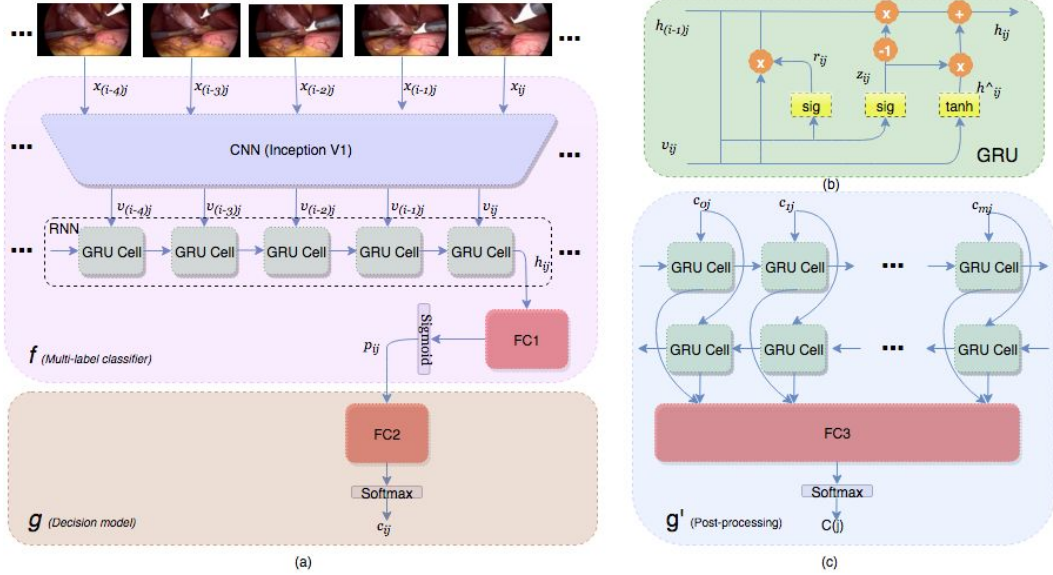 ... ...
x(i-4)j x(i-3)j x(i-2)j x(i-1)j xij
... CNN (Inception V1) ...
v(i-4)j v(i-3)j v(i-2)j v(i-1)j vij
RNN
... GRU Cell GRU Cell GRU Cell GRU Cell GRU Cell ...
hij
FC1
Sigmoid
pij
f (Multi-label classifier)
FC2
Softmax
cij
g (Decision model)
(a)
h(i-1)j x + hij
-1
x rij zij x
h^ij
sig sig tanh
vij
GRU
(b)
c0j c1j cmj
GRU Cell GRU Cell ... GRU Cell
GRU Cell GRU Cell ... GRU Cell
FC3
Softmax
C(j)
g' (Post-processing)
(c)